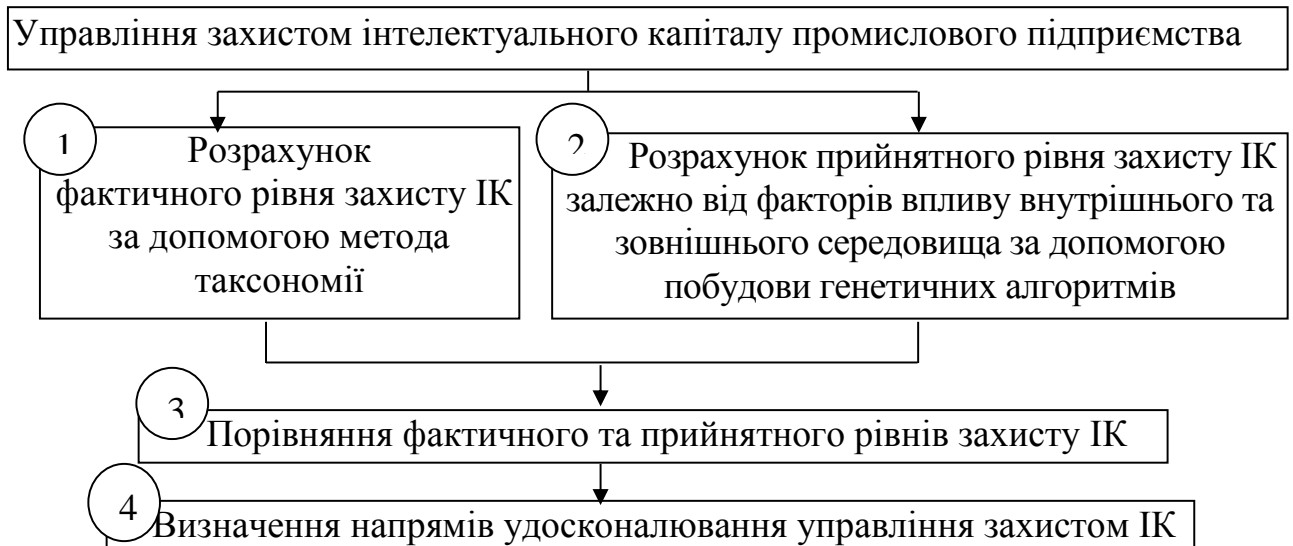 Управління захистом інтелектуального капіталу промислового підприємства
1
Розрахунок
фактичного рівня захисту ІК
за допомогою метода
таксономії
2
Розрахунок прийнятного рівня захисту ІК
залежно від факторів впливу внутрішнього та
зовнішнього середовища за допомогою
побудови генетичних алгоритмів
3
Порівняння фактичного та прийнятного рівнів захисту ІК
4
Визначення напрямів удосконалювання управління захистом ІК